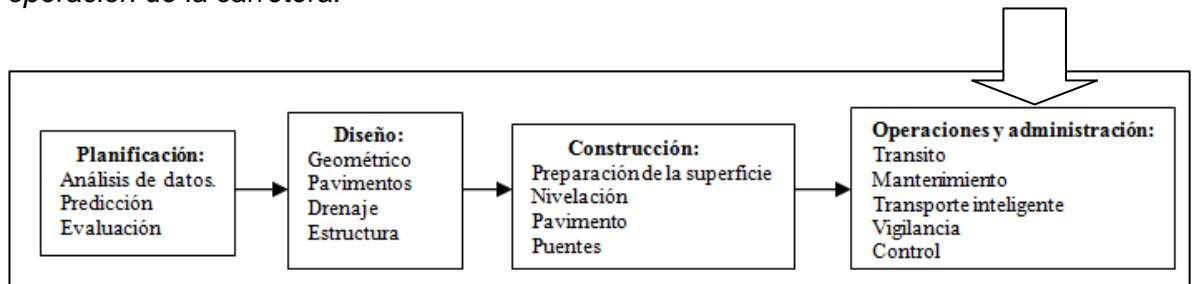 operación de la carretera.
Planificación:
Análisis de datos.
Predicción
Evaluación
Diseño:
Geométrico
Pavimentos
Drenaje
Estructura
Construcción:
Preparación de la superficie
Nivelación
Pavimento
Puentes
Operaciones y administración:
Transito
Mantenimiento
Transporte inteligente
Vigilancia
Control